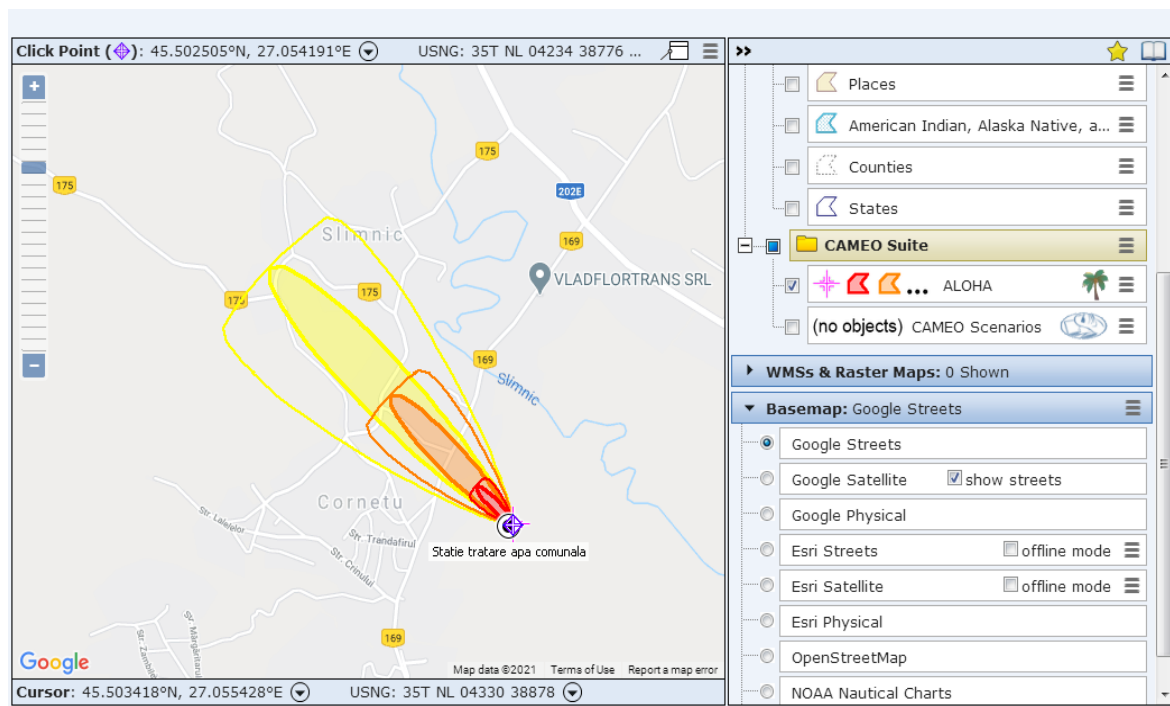 Click Point ( ): 45.502505°N, 27.054191°E USNG: 35T NL 04234 38776 ...
175
175
202E
Slimnic
169
VLADFLORTRANS SRL
175
175
169
Slimnic
Cornetu
Str. Lalelelor
Str. Trandafirul
Statie tratare apa comunala
Str. Crinului
Str. Mărgăritarul
Str. Zambilei
169
Google
Map data ©2021 Terms of Use Report a map error
Cursor: 45.503418°N, 27.055428°E USNG: 35T NL 04330 38878
»
Places
American Indian, Alaska Native, a...
Counties
States
CAMEO Suite
... ALOHA
(no objects) CAMEO Scenarios
WMSs & Raster Maps: 0 Shown
Basemap: Google Streets
Google Streets
Google Satellite show streets
Google Physical
Esri Streets offline mode
Esri Satellite offline mode
Esri Physical
OpenStreetMap
NOAA Nautical Charts